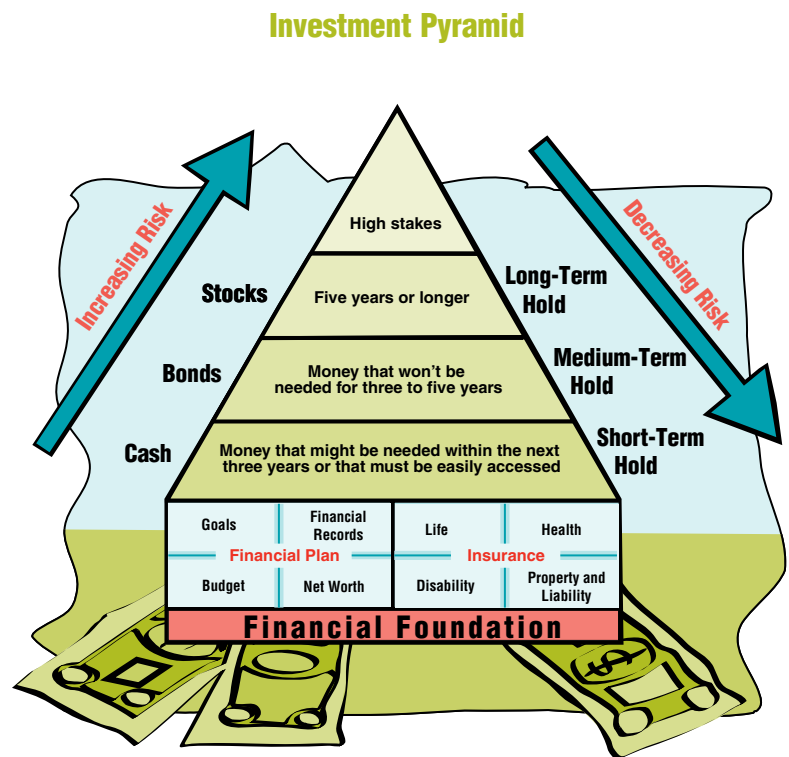 Investment Pyramid
Increasing Risk
Decreasing Risk
High stakes
Stocks
Five years or longer
Long-Term
Hold
Bonds
Money that won't be
needed for three to five years
Medium-Term
Hold
Cash
Money that might be needed within the next
three years or that must be easily accessed
Short-Term
Hold
Goals
Financial
Records
Financial Plan
Budget
Net Worth
Life
Health
Insurance
Disability
Property and
Liability
Financial Foundation
$